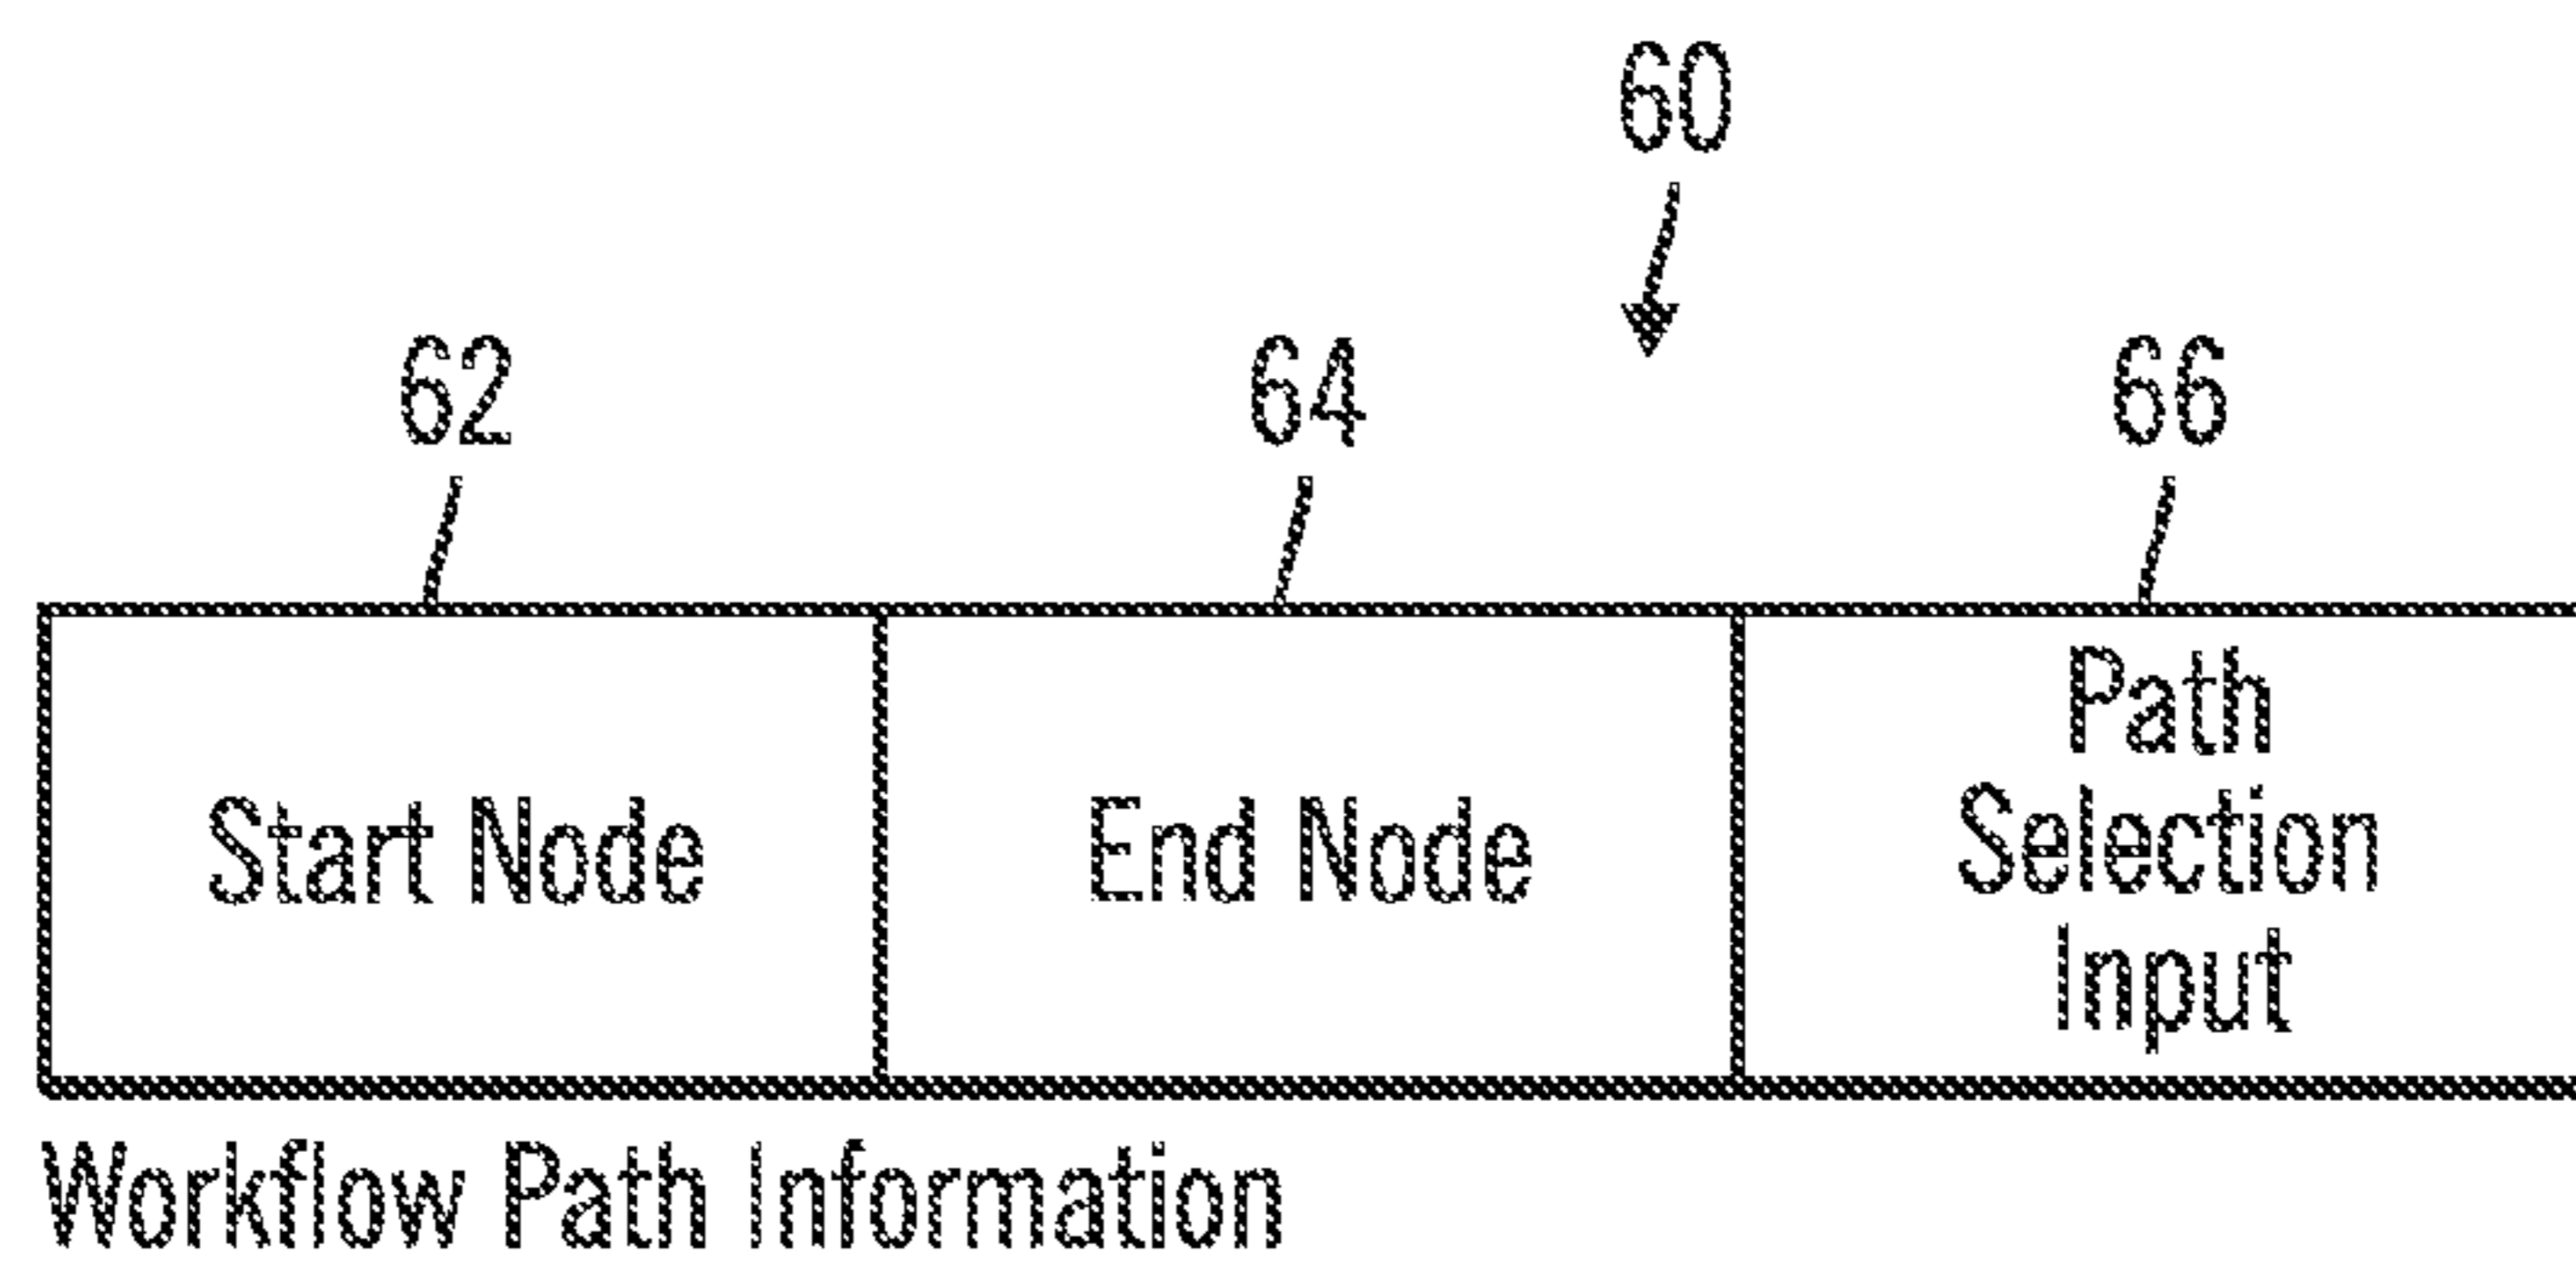 60
62 64 66
Start Node
End Node
Path
Selection
Input
Workflow Path Information